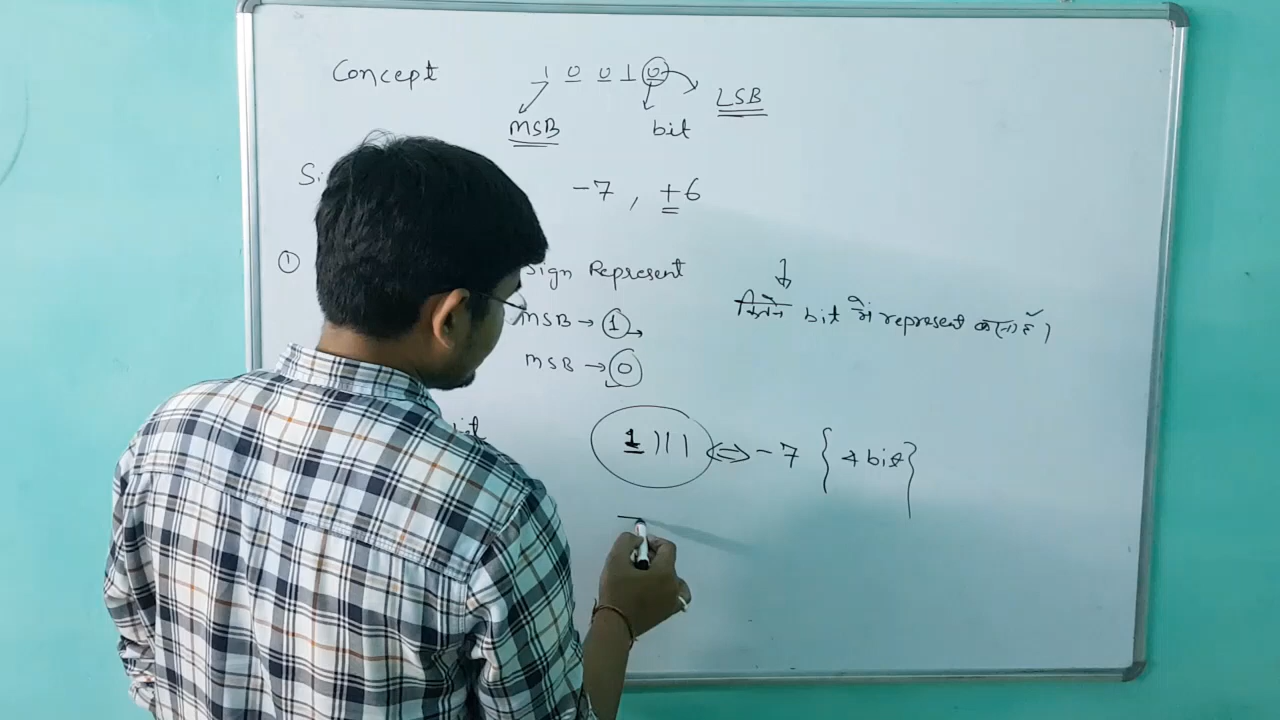 Concept 1 0 0 1 0
MSB bit LSB
-7 , +6
① Sign Represent
MSB → 1
MSB → 0
bit में represent करना है।
1111 ⇔ -7 { 4 bit }